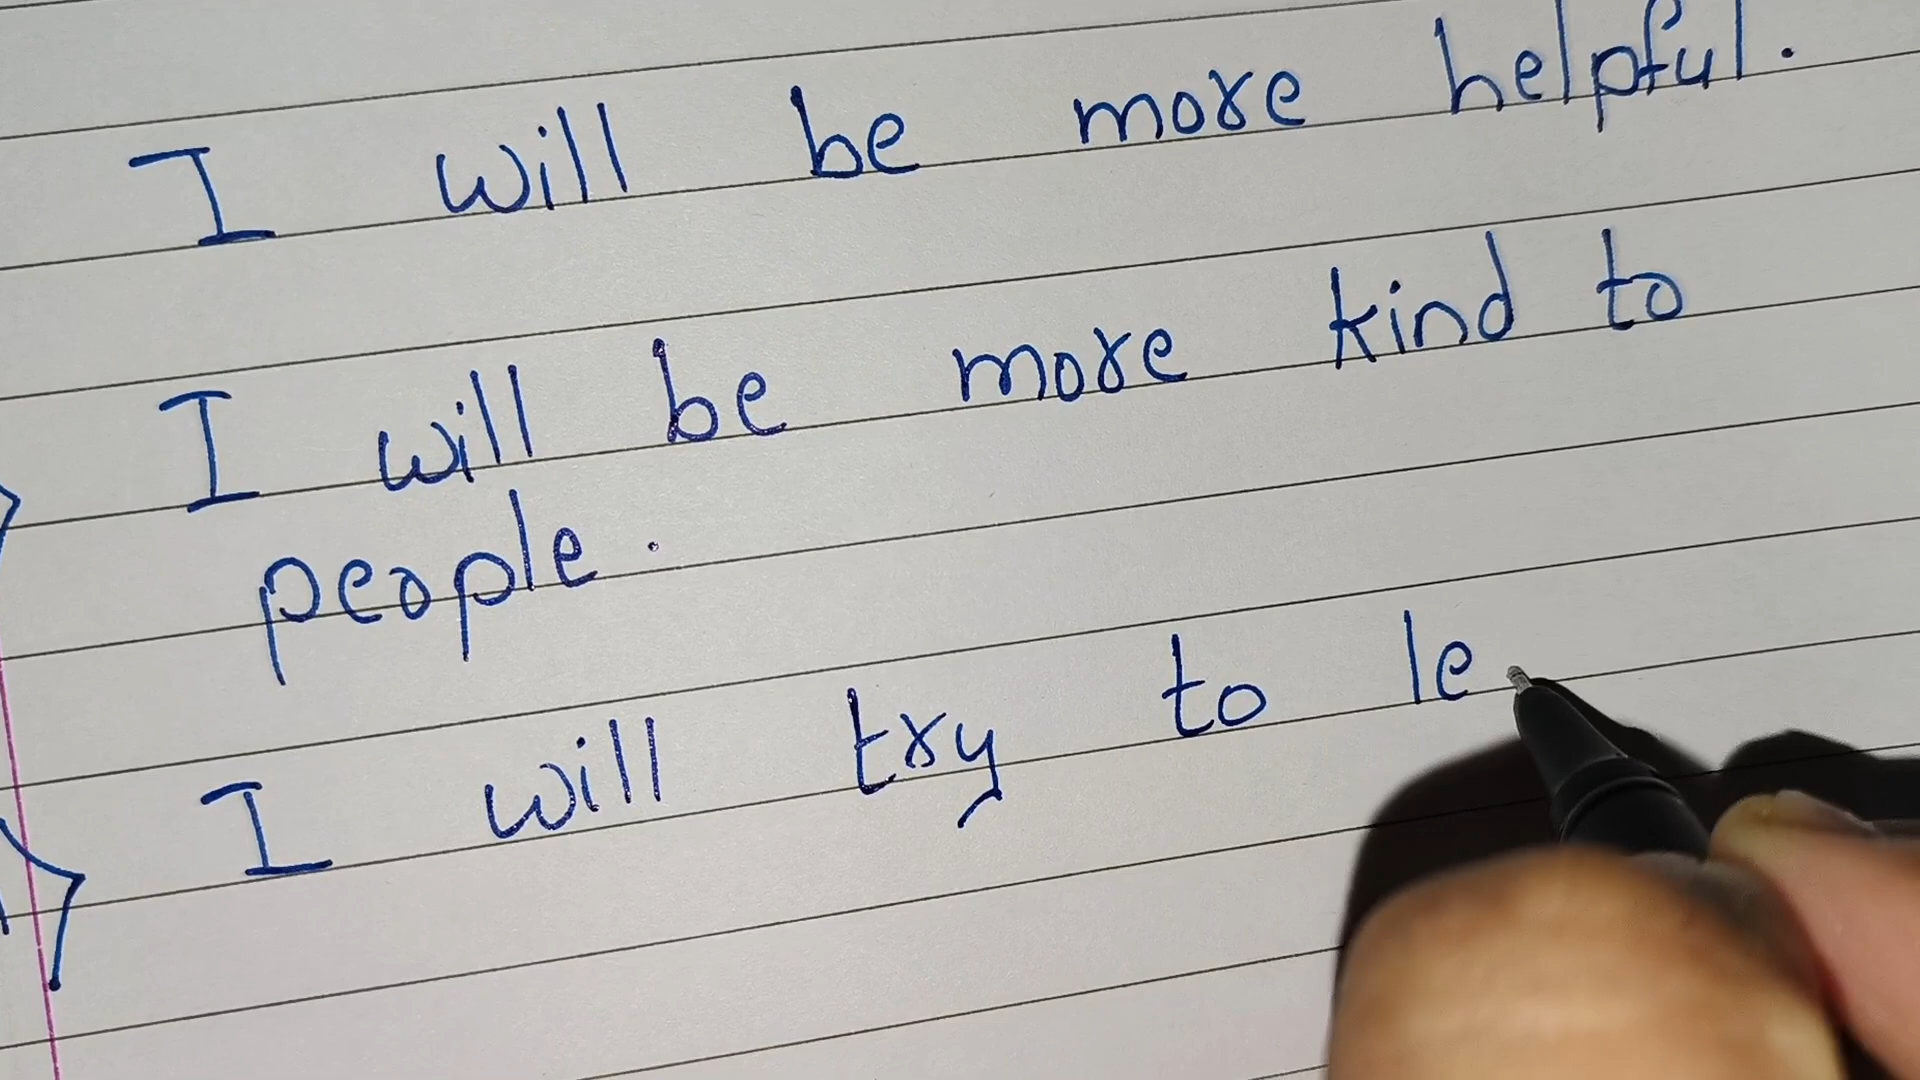 I will be more helpful.
I will be more kind to
people.
I will try to le